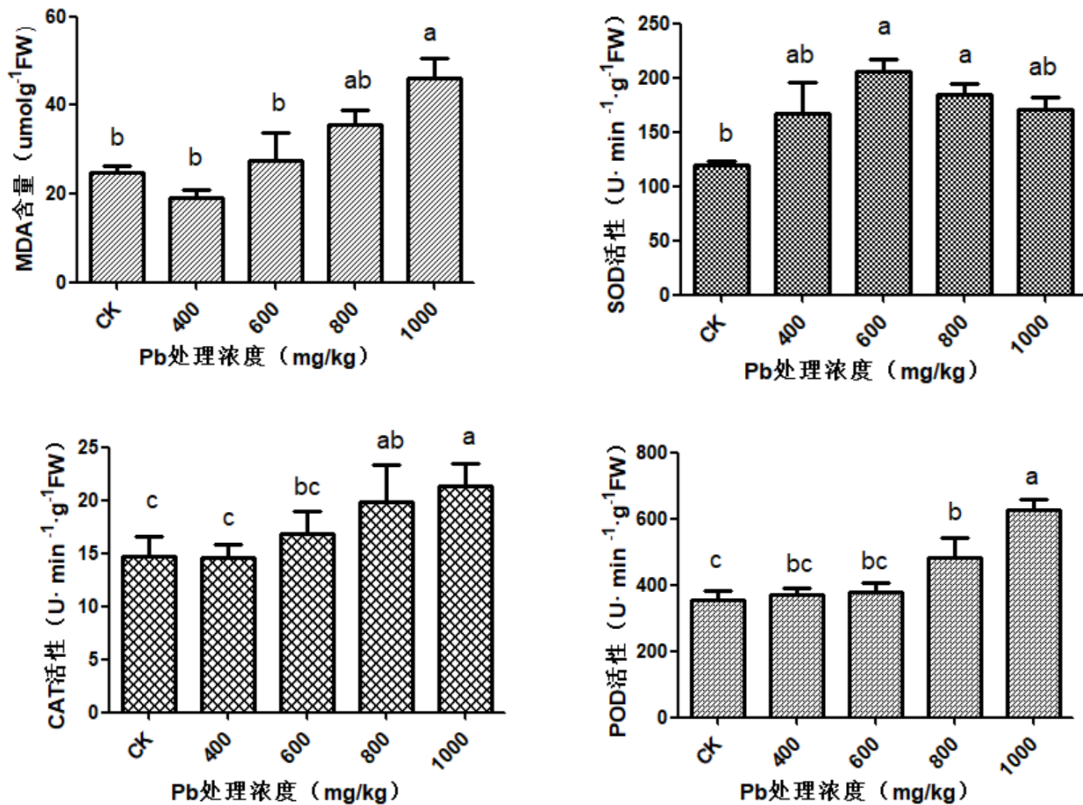 MDA含量（umolg⁻¹FW）
60
40
20
0
b
b
b
ab
a
CK
400
600
800
1000
Pb处理浓度（mg/kg）
SOD活性（U· min ⁻¹·g⁻¹FW）
250
200
150
100
50
0
b
ab
a
a
ab
CK
400
600
800
1000
Pb处理浓度（mg/kg）
CAT活性（U· min ⁻¹·g⁻¹FW）
25
20
15
10
5
0
c
c
bc
ab
a
CK
400
600
800
1000
Pb处理浓度（mg/kg）
POD活性（U· min ⁻¹·g⁻¹FW）
800
600
400
200
0
c
bc
bc
b
a
CK
400
600
800
1000
Pb处理浓度（mg/kg）